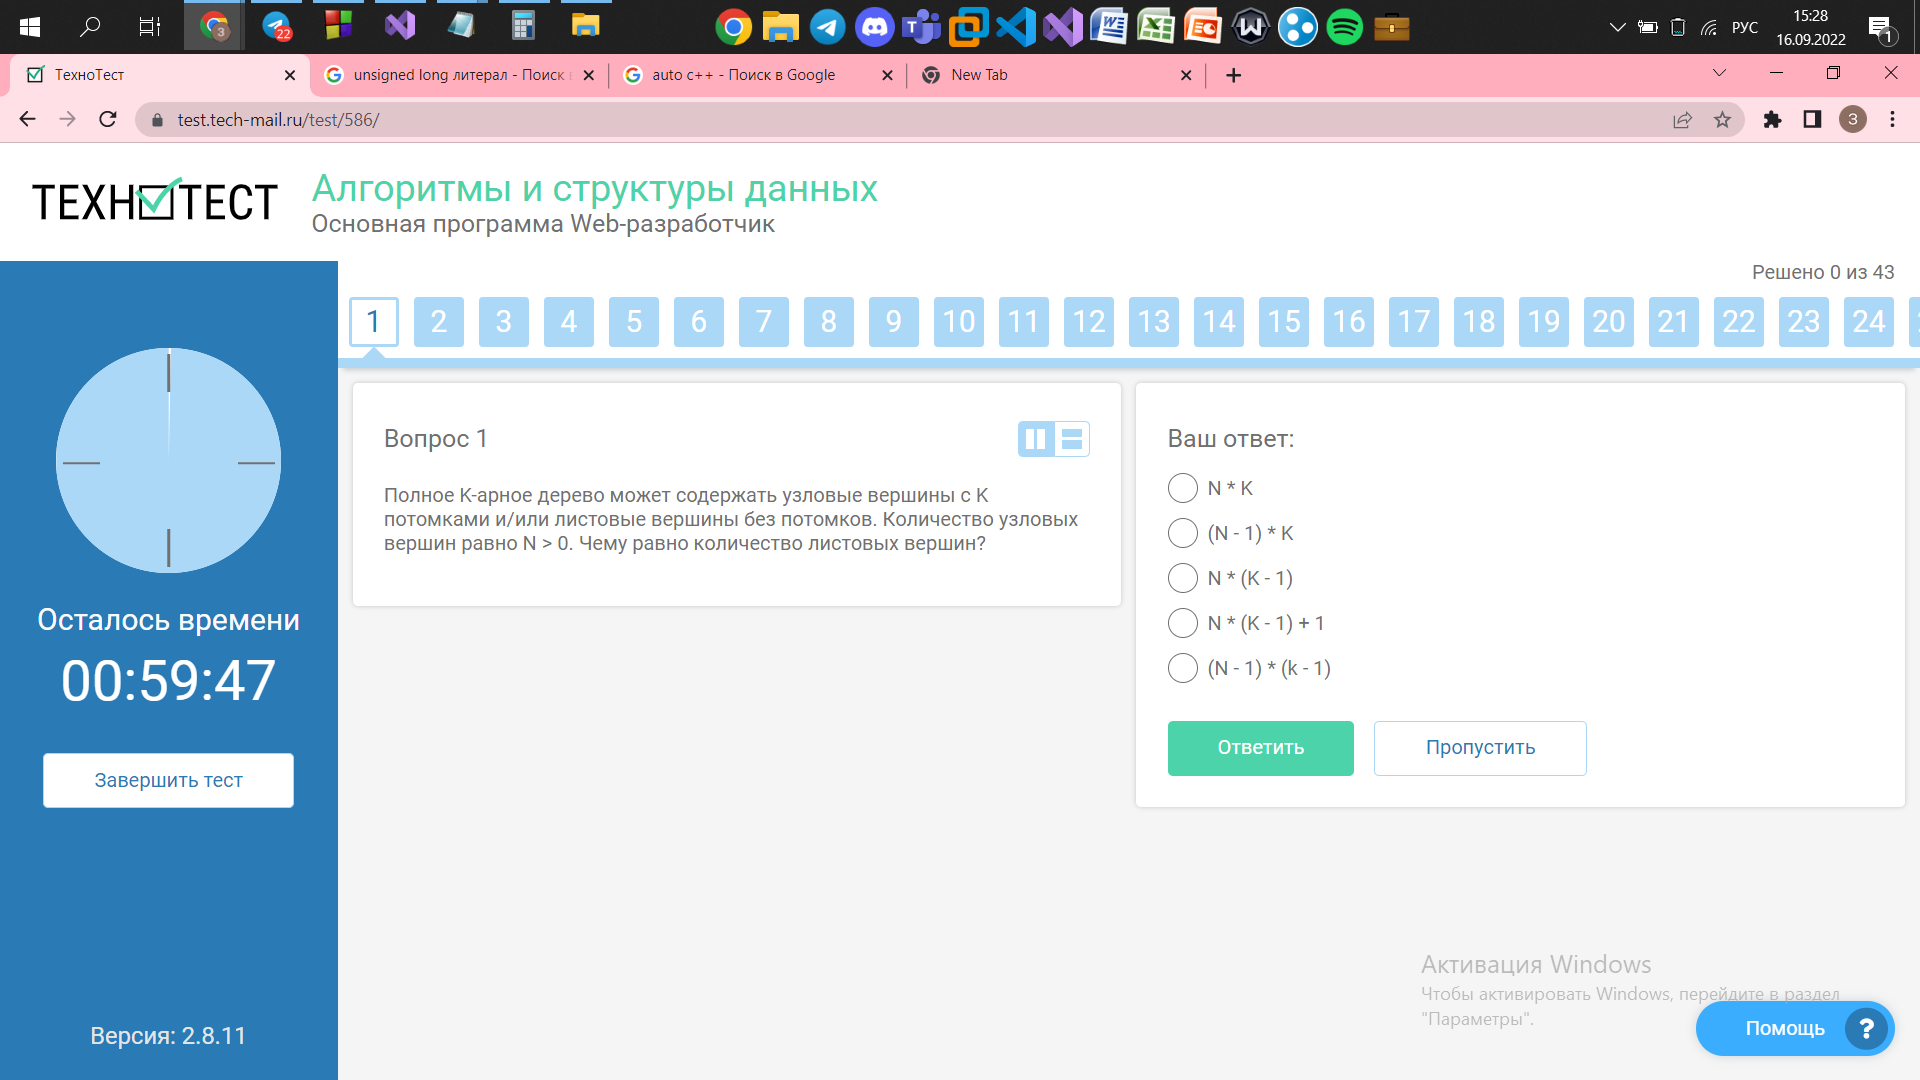 22
3
РУС
15:28
16.09.2022
1
ТехноТест
unsigned long литерал - Поиск в
auto c++ - Поиск в Google
New Tab
test.tech-mail.ru/test/586/
3
ТЕХНОТЕСТ
Алгоритмы и структуры данных
Основная программа Web-разработчик
Решено 0 из 43
1 2 3 4 5 6 7 8 9 10 11 12 13 14 15 16 17 18 19 20 21 22 23 24
Осталось времени
00:59:47
Завершить тест
Версия: 2.8.11
Вопрос 1
Полное K-арное дерево может содержать узловые вершины с K
потомками и/или листовые вершины без потомков. Количество узловых
вершин равно N > 0. Чему равно количество листовых вершин?
Ваш ответ:
N * K
(N - 1) * K
N * (K - 1)
N * (K - 1) + 1
(N - 1) * (k - 1)
Ответить
Пропустить
Активация Windows
Чтобы активировать Windows, перейдите в раздел
"Параметры".
Помощь ?